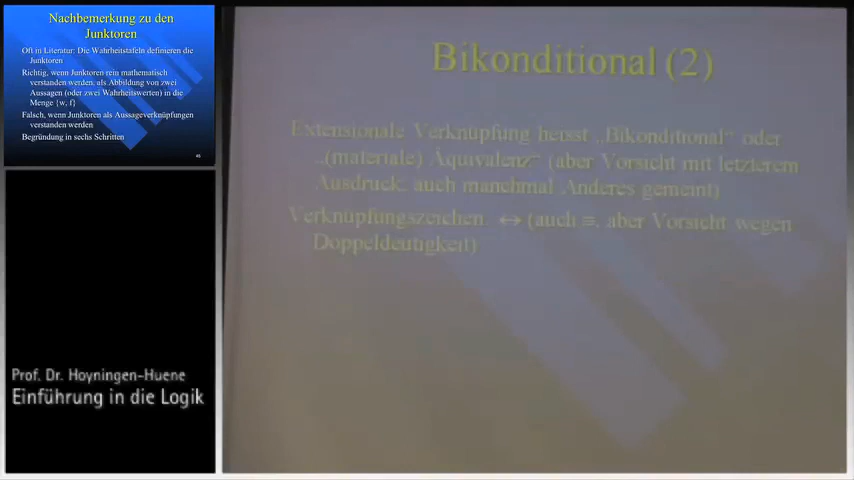 Nachbemerkung zu den
Junktoren
Oft in Literatur: Die Wahrheitstafeln definieren die
Junktoren
Richtig, wenn Junktoren rein mathematisch
verstanden werden: als Abbildung von zwei
Aussagen (oder zwei Wahrheitswerten) in die
Menge {w, f}
Falsch, wenn Junktoren als Aussageverknüpfungen
verstanden werden
Begründung in sechs Schritten
Prof. Dr. Hoyningen-Huene
Einführung in die Logik
Bikonditional (2)
Extensionale Verknüpfung heisst „Bikonditional“ oder
„(materiale) Äquivalenz“ (aber Vorsicht mit letzterem
Ausdruck: auch manchmal Anderes gemeint)
Verknüpfungszeichen: ↔ (auch ≡, aber Vorsicht wegen
Doppeldeutigkeit)